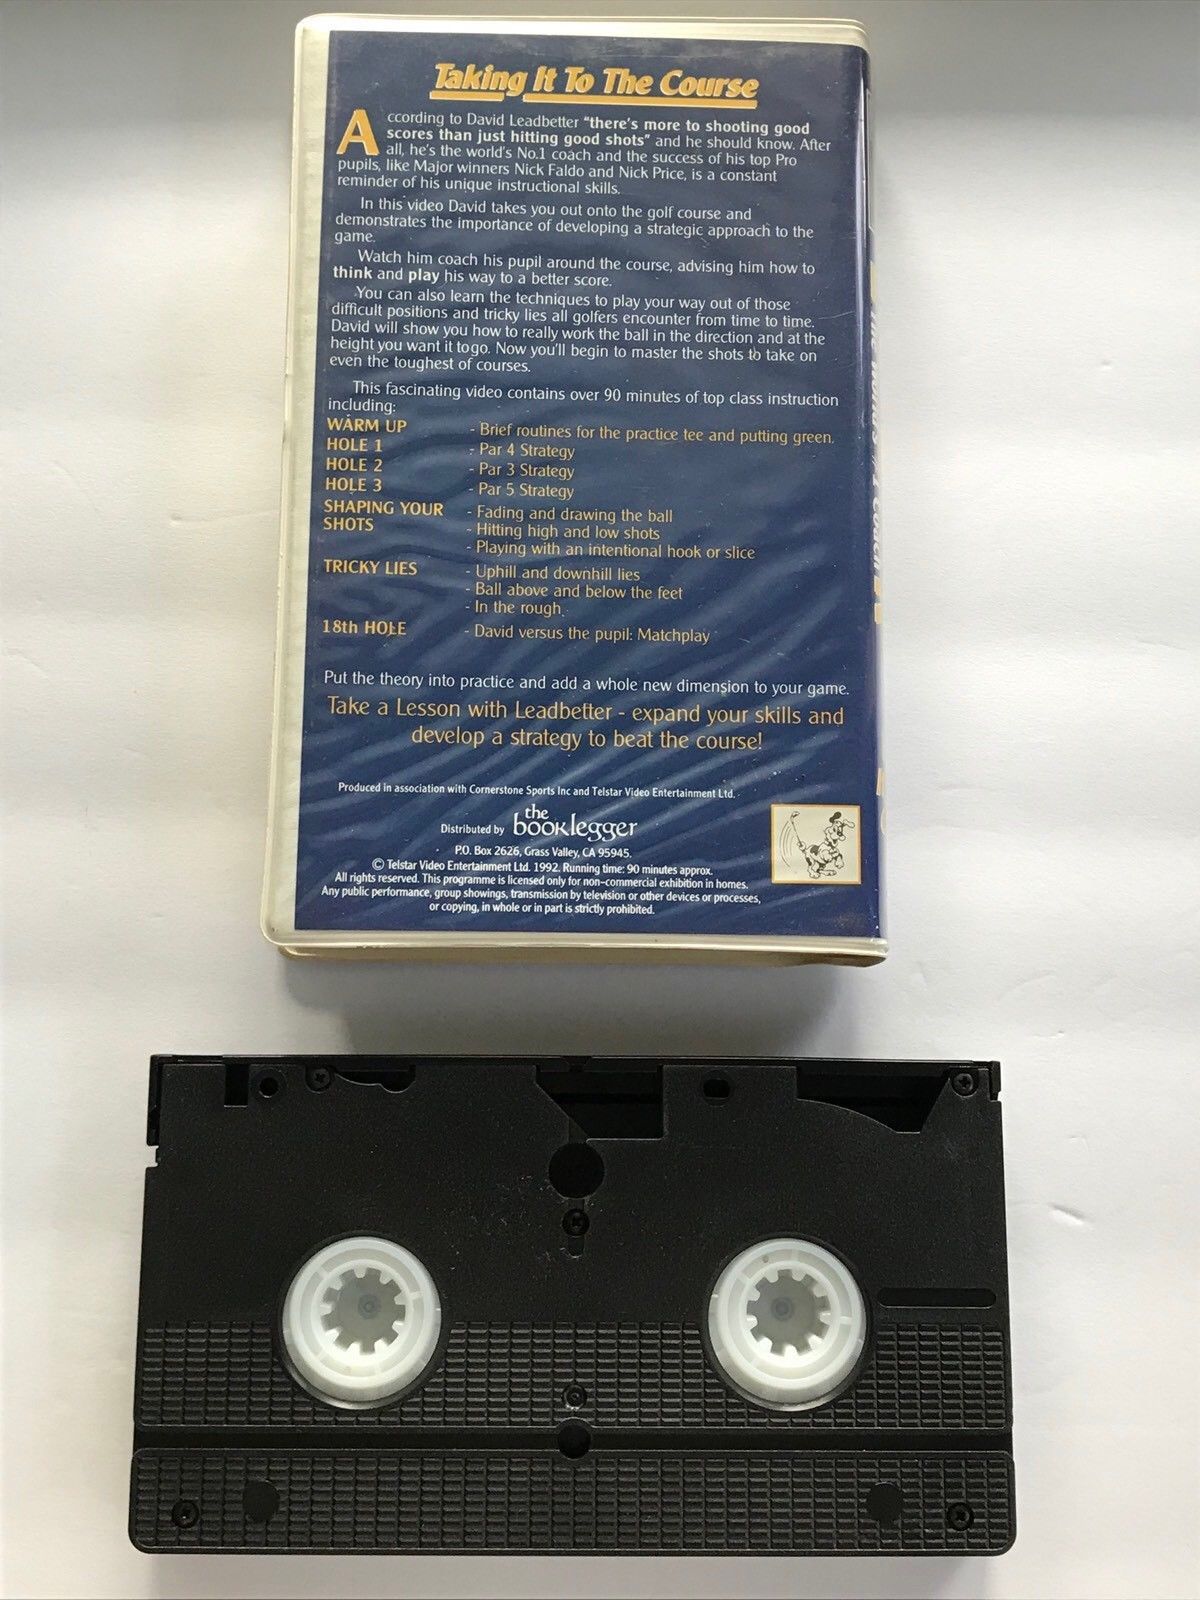 Taking It To The Course
According to David Leadbetter "there's more to shooting good
scores than just hitting good shots" and he should know. After
all, he's the world's No.1 coach and the success of his top Pro
pupils, like Major winners Nick Faldo and Nick Price, is a constant
reminder of his unique instructional skills.
In this video David takes you out onto the golf course and
demonstrates the importance of developing a strategic approach to the
game.
Watch him coach his pupil around the course, advising him how to
think and play his way to a better score.
You can also learn the techniques to play your way out of those
difficult positions and tricky lies all golfers encounter from time to time.
David will show you how to really work the ball in the direction and at the
height you want it to go. Now you'll begin to master the shots to take on
even the toughest of courses.
This fascinating video contains over 90 minutes of top class instruction
including:
WARM UP - Brief routines for the practice tee and putting green.
HOLE 1 - Par 4 Strategy
HOLE 2 - Par 3 Strategy
HOLE 3 - Par 5 Strategy
SHAPING YOUR - Fading and drawing the ball
SHOTS - Hitting high and low shots
- Playing with an intentional hook or slice
TRICKY LIES - Uphill and downhill lies
- Ball above and below the feet
- In the rough
18th HOLE - David versus the pupil: Matchplay
Put the theory into practice and add a whole new dimension to your game.
Take a Lesson with Leadbetter - expand your skills and
develop a strategy to beat the course!
Produced in association with Cornerstone Sports Inc and Telstar Video Entertainment Ltd.
Distributed by the booklegger
P.O. Box 2626, Grass Valley, CA 95945.
© Telstar Video Entertainment Ltd. 1992. Running time: 90 minutes approx.
All rights reserved. This programme is licensed only for non-commercial exhibition in homes.
Any public performance, group showings, transmission by television or other devices or processes,
or copying, in whole or in part is strictly prohibited.